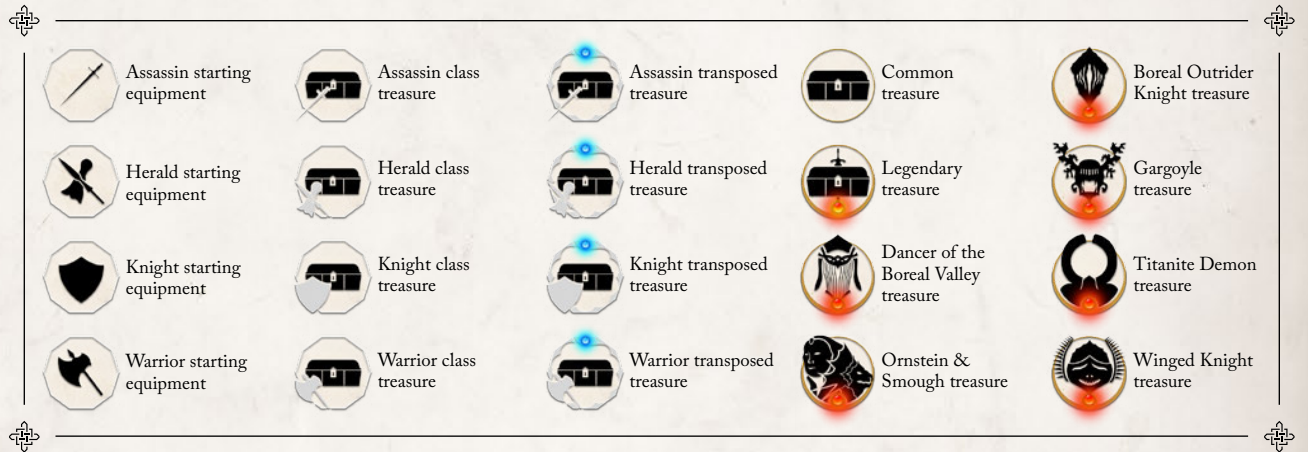 Assassin starting
equipment
Assassin class
treasure
Assassin transposed
treasure
Common
treasure
Boreal Outrider
Knight treasure
Herald starting
equipment
Herald class
treasure
Herald transposed
treasure
Legendary
treasure
Gargoyle
treasure
Knight starting
equipment
Knight class
treasure
Knight transposed
treasure
Dancer of the
Boreal Valley
treasure
Titanite Demon
treasure
Warrior starting
equipment
Warrior class
treasure
Warrior transposed
treasure
Ornstein &
Smough treasure
Winged Knight
treasure